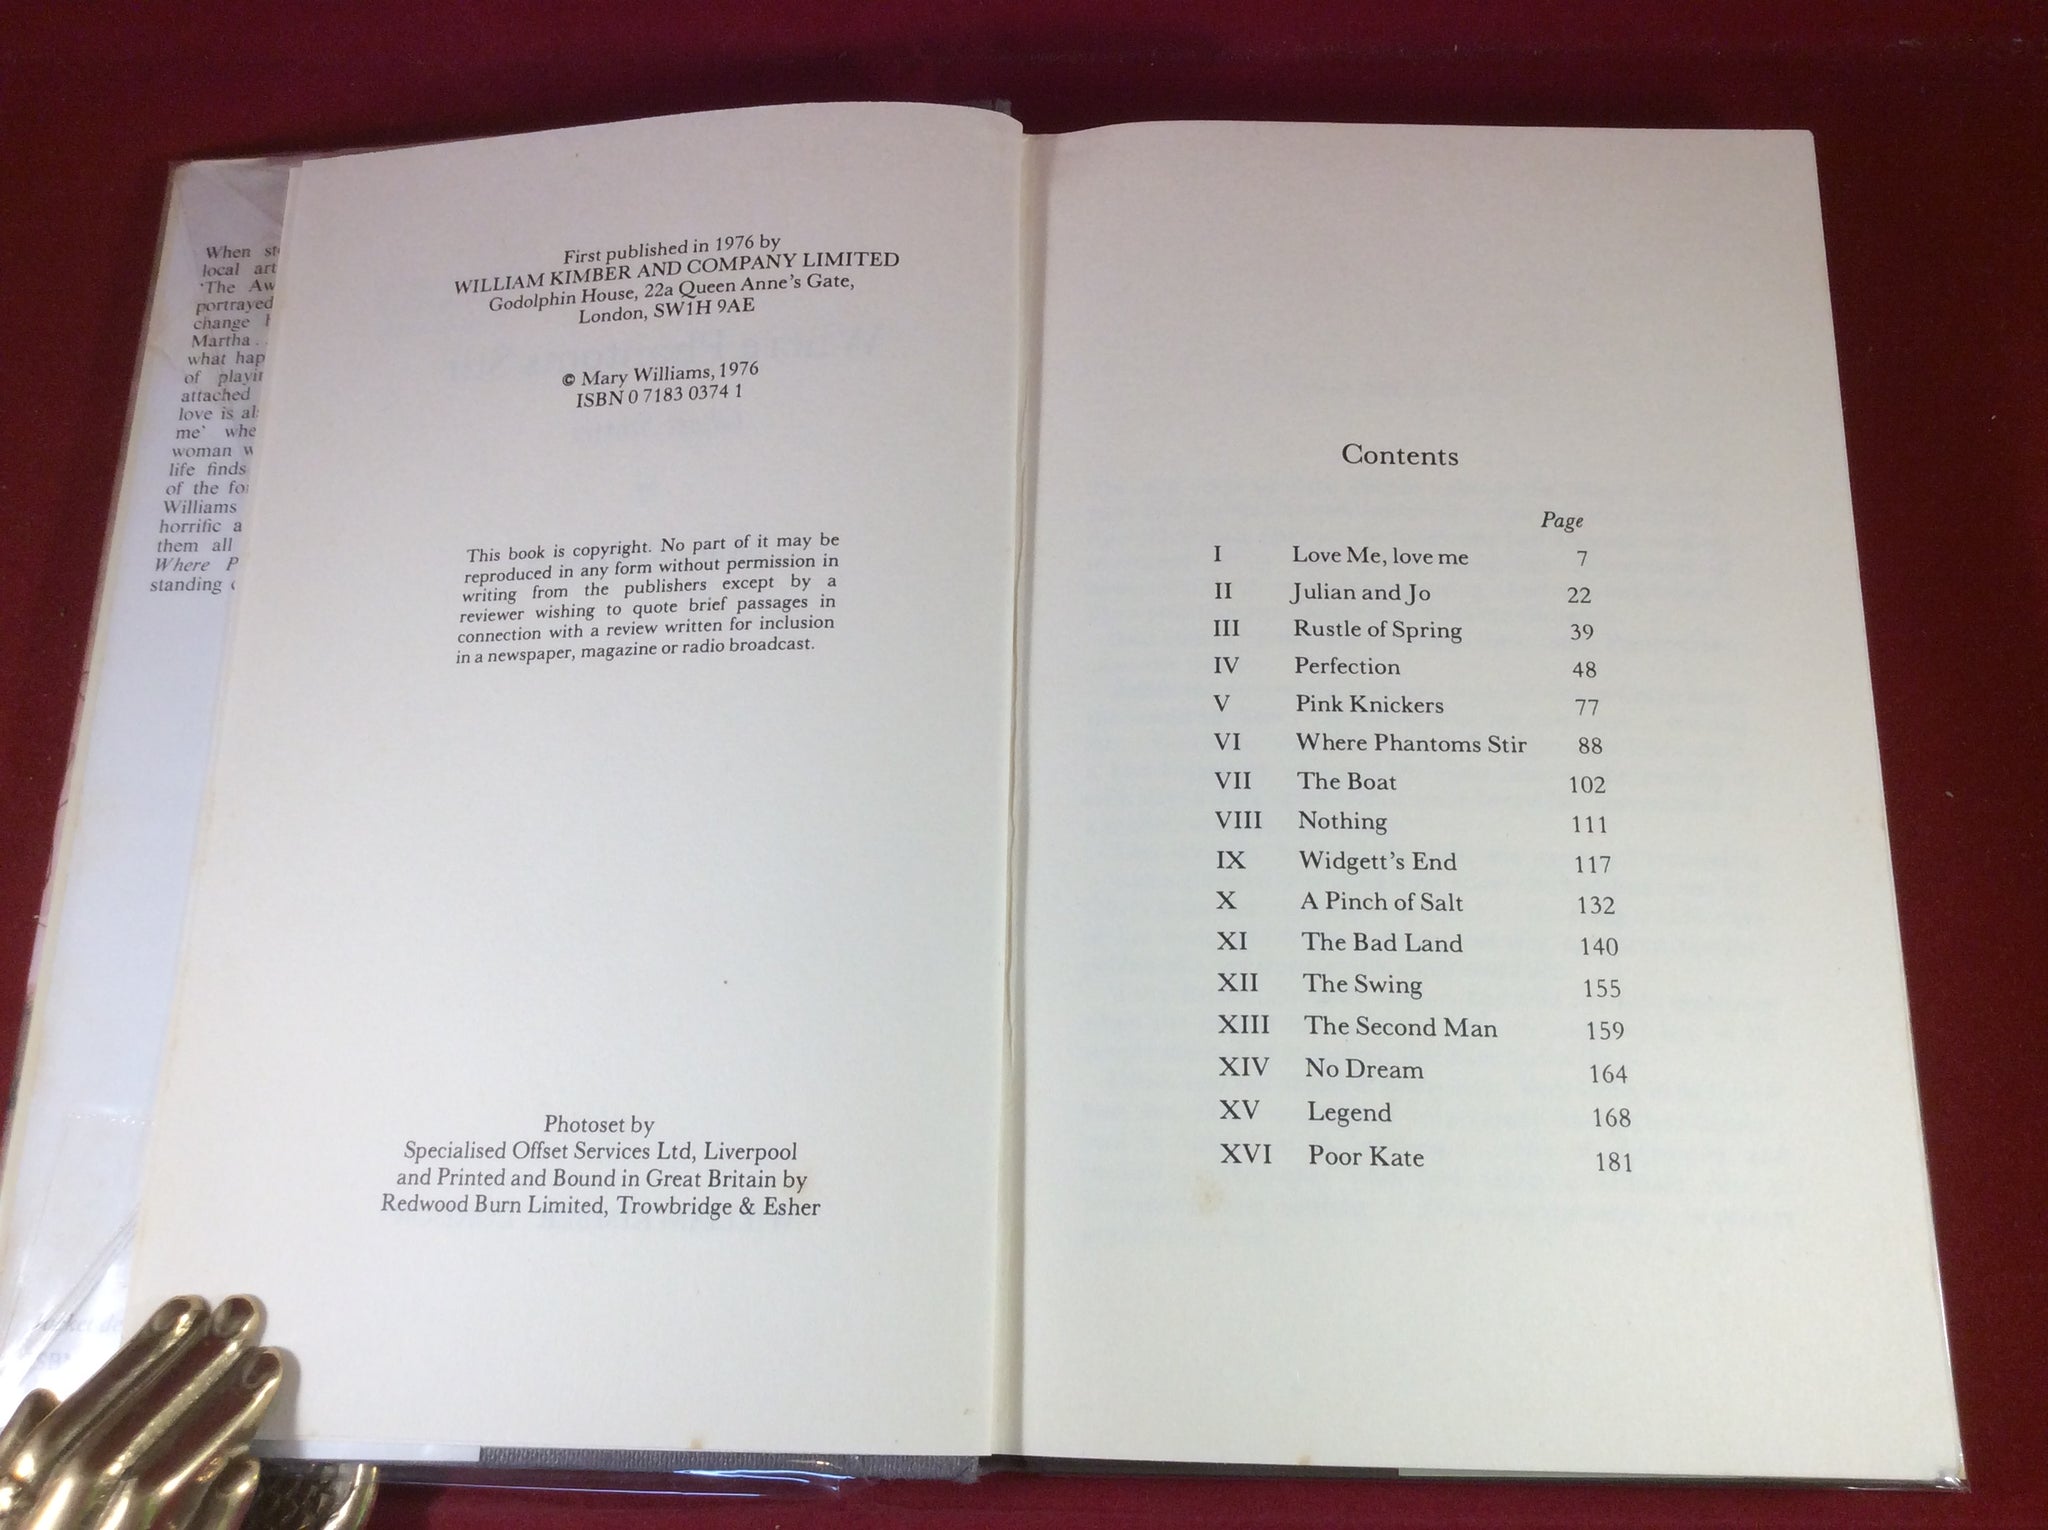 When
local
'The
portrayed
change
Martha
what
of
attached
love is
me'
woman
life finds
of the
Williams
horrific a
them all
Where
standing
First published in 1976 by
WILLIAM KIMBER AND COMPANY LIMITED
Godolphin House, 22a Queen Anne's Gate,
London, SW1H 9AE
© Mary Williams, 1976
ISBN 0 7183 0374 1
This book is copyright. No part of it may be
reproduced in any form without permission in
writing from the publishers except by a
reviewer wishing to quote brief passages in
connection with a review written for inclusion
in a newspaper, magazine or radio broadcast.
Photoset by
Specialised Offset Services Ltd, Liverpool
and Printed and Bound in Great Britain by
Redwood Burn Limited, Trowbridge & Esher
Contents
Page
I Love Me, love me 7
II Julian and Jo 22
III Rustle of Spring 39
IV Perfection 48
V Pink Knickers 77
VI Where Phantoms Stir 88
VII The Boat 102
VIII Nothing 111
IX Widgett's End 117
X A Pinch of Salt 132
XI The Bad Land 140
XII The Swing 155
XIII The Second Man 159
XIV No Dream 164
XV Legend 168
XVI Poor Kate 181